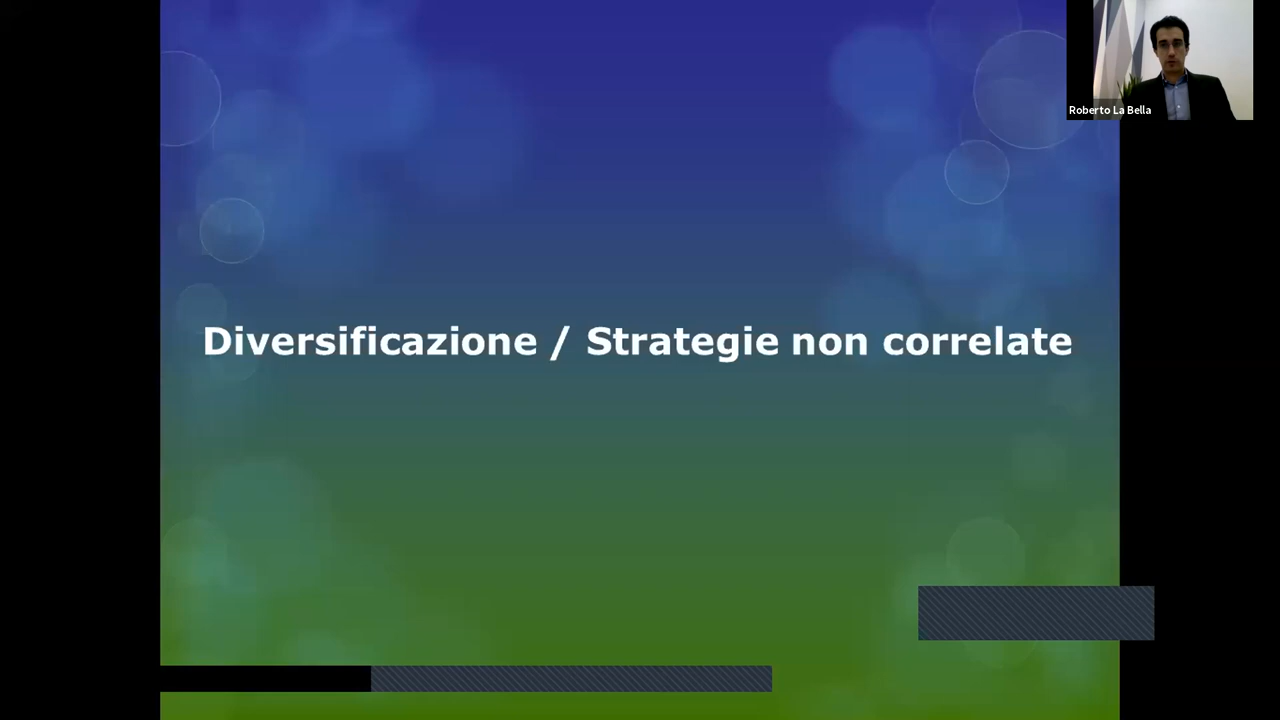 Roberto La Bella
Diversificazione / Strategie non correlate